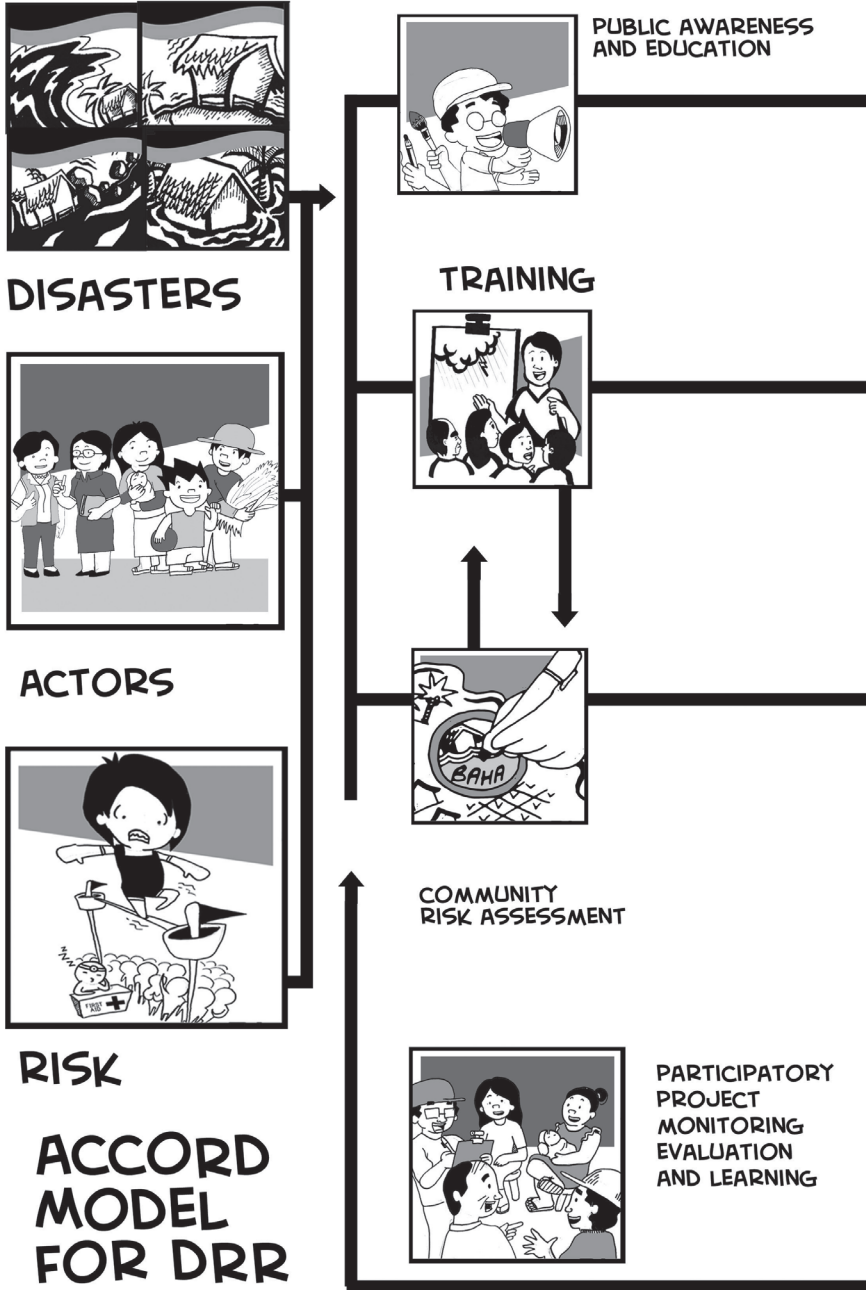 PUBLIC AWARENESS
AND EDUCATION
DISASTERS
TRAINING
ACTORS
BAHA
COMMUNITY
RISK ASSESSMENT
Z Z Z Z
FIRST
AID
RISK
PARTICIPATORY
PROJECT
MONITORING
EVALUATION
AND LEARNING
ACCORD
MODEL
FOR DRR